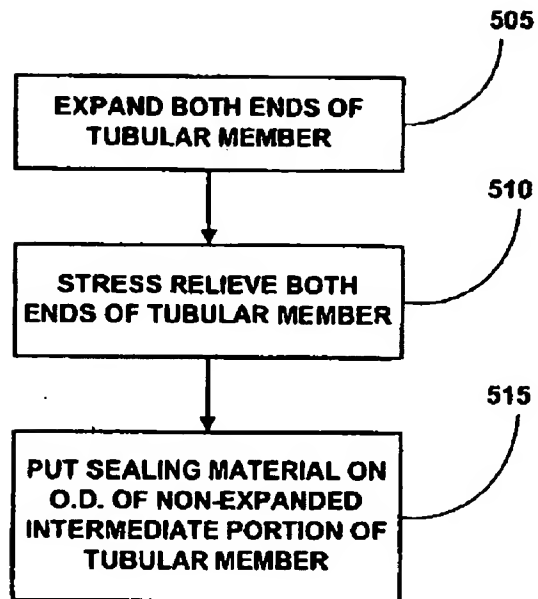 505
EXPAND BOTH ENDS OF
TUBULAR MEMBER
510
STRESS RELIEVE BOTH
ENDS OF TUBULAR MEMBER
515
PUT SEALING MATERIAL ON
O.D. OF NON-EXPANDED
INTERMEDIATE PORTION OF
TUBULAR MEMBER